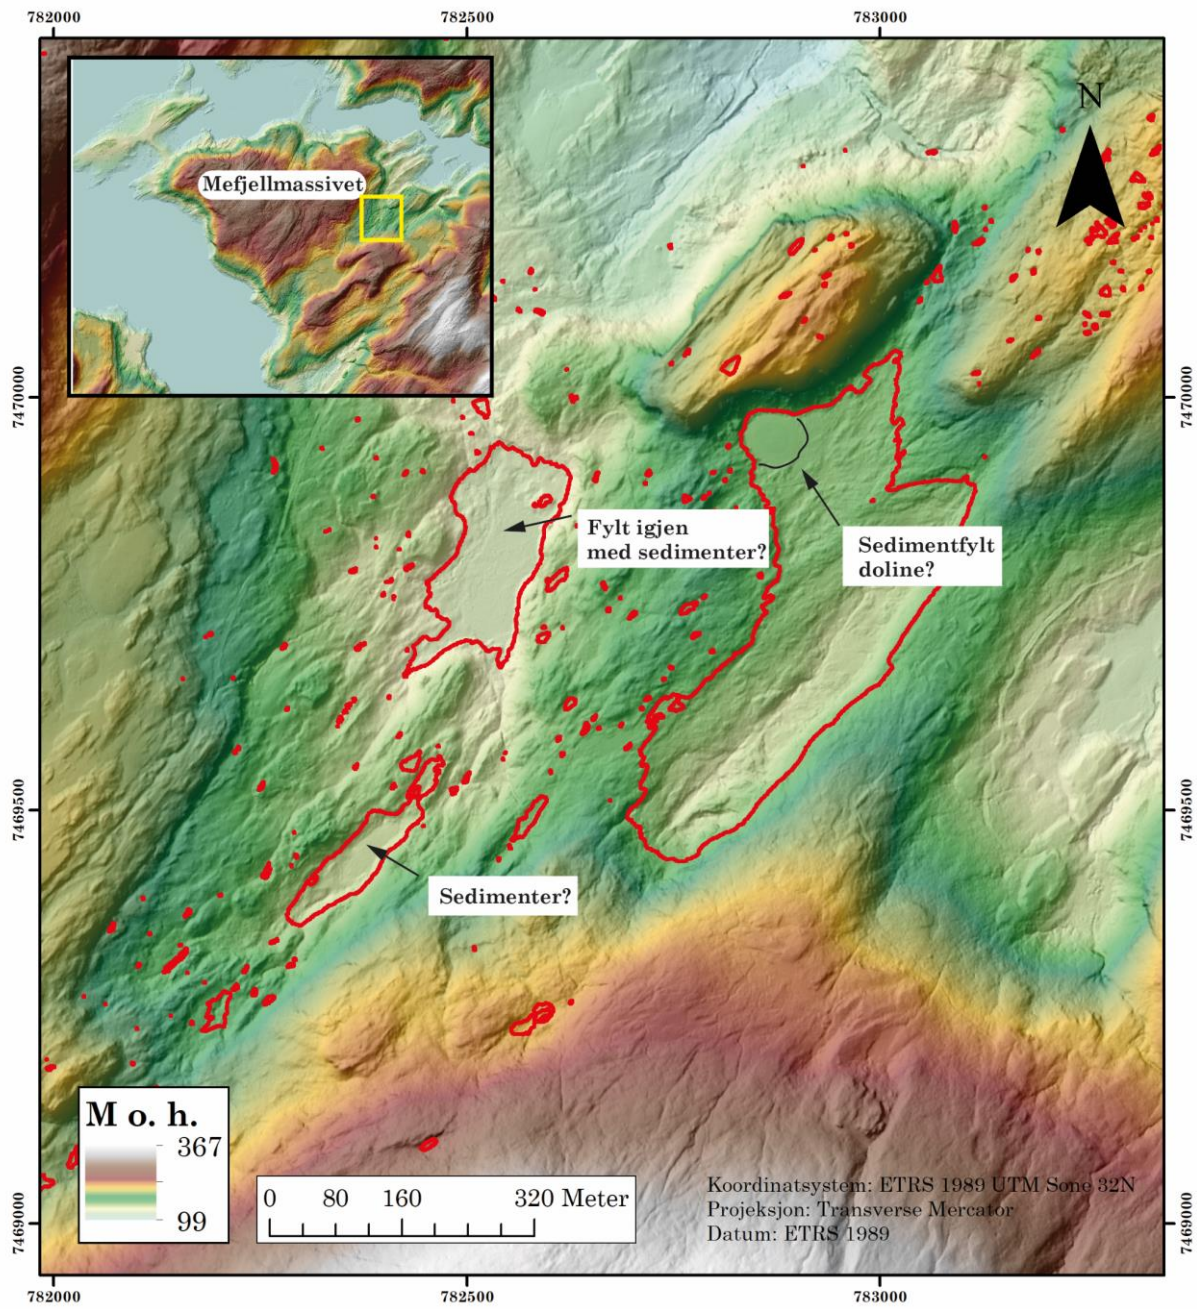 782000
782500
783000
Mefjellmassivet
N
7470000
7470000
Fylt igjen
med sedimenter?
Sedimentfylt
doline?
7469500
7469500
Sedimenter?
M o. h.
367
99
0 80 160 320 Meter
Koordinatsystem: ETRS 1989 UTM Sone 32N
Projeksjon: Transverse Mercator
Datum: ETRS 1989
7469000
7469000
782000
782500
783000